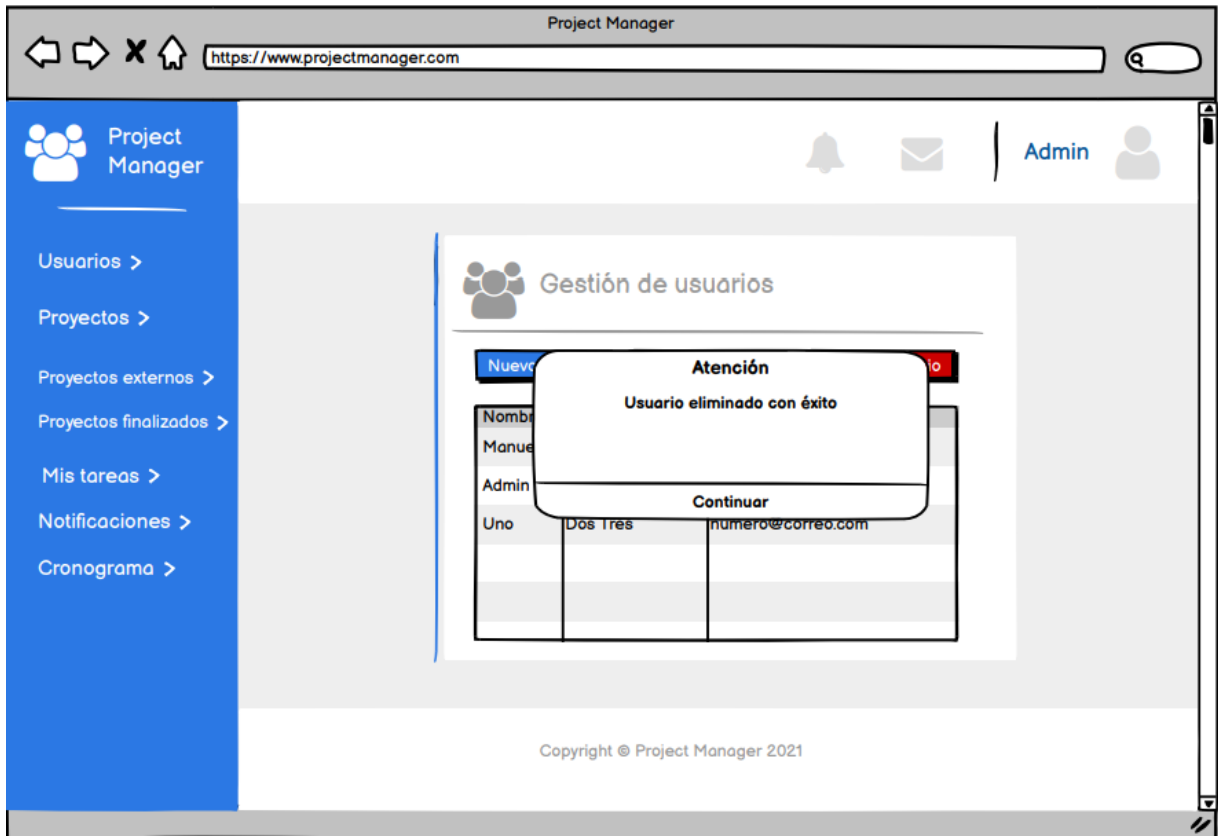 Project Manager
https://www.projectmanager.com
Project
Manager
Admin
Usuarios >
Proyectos >
Proyectos externos >
Proyectos finalizados >
Mis tareas >
Notificaciones >
Cronograma >
Gestión de usuarios
Atención
Usuario eliminado con éxito
Continuar
Admin
Uno Dos Tres numero@correo.com
Copyright © Project Manager 2021